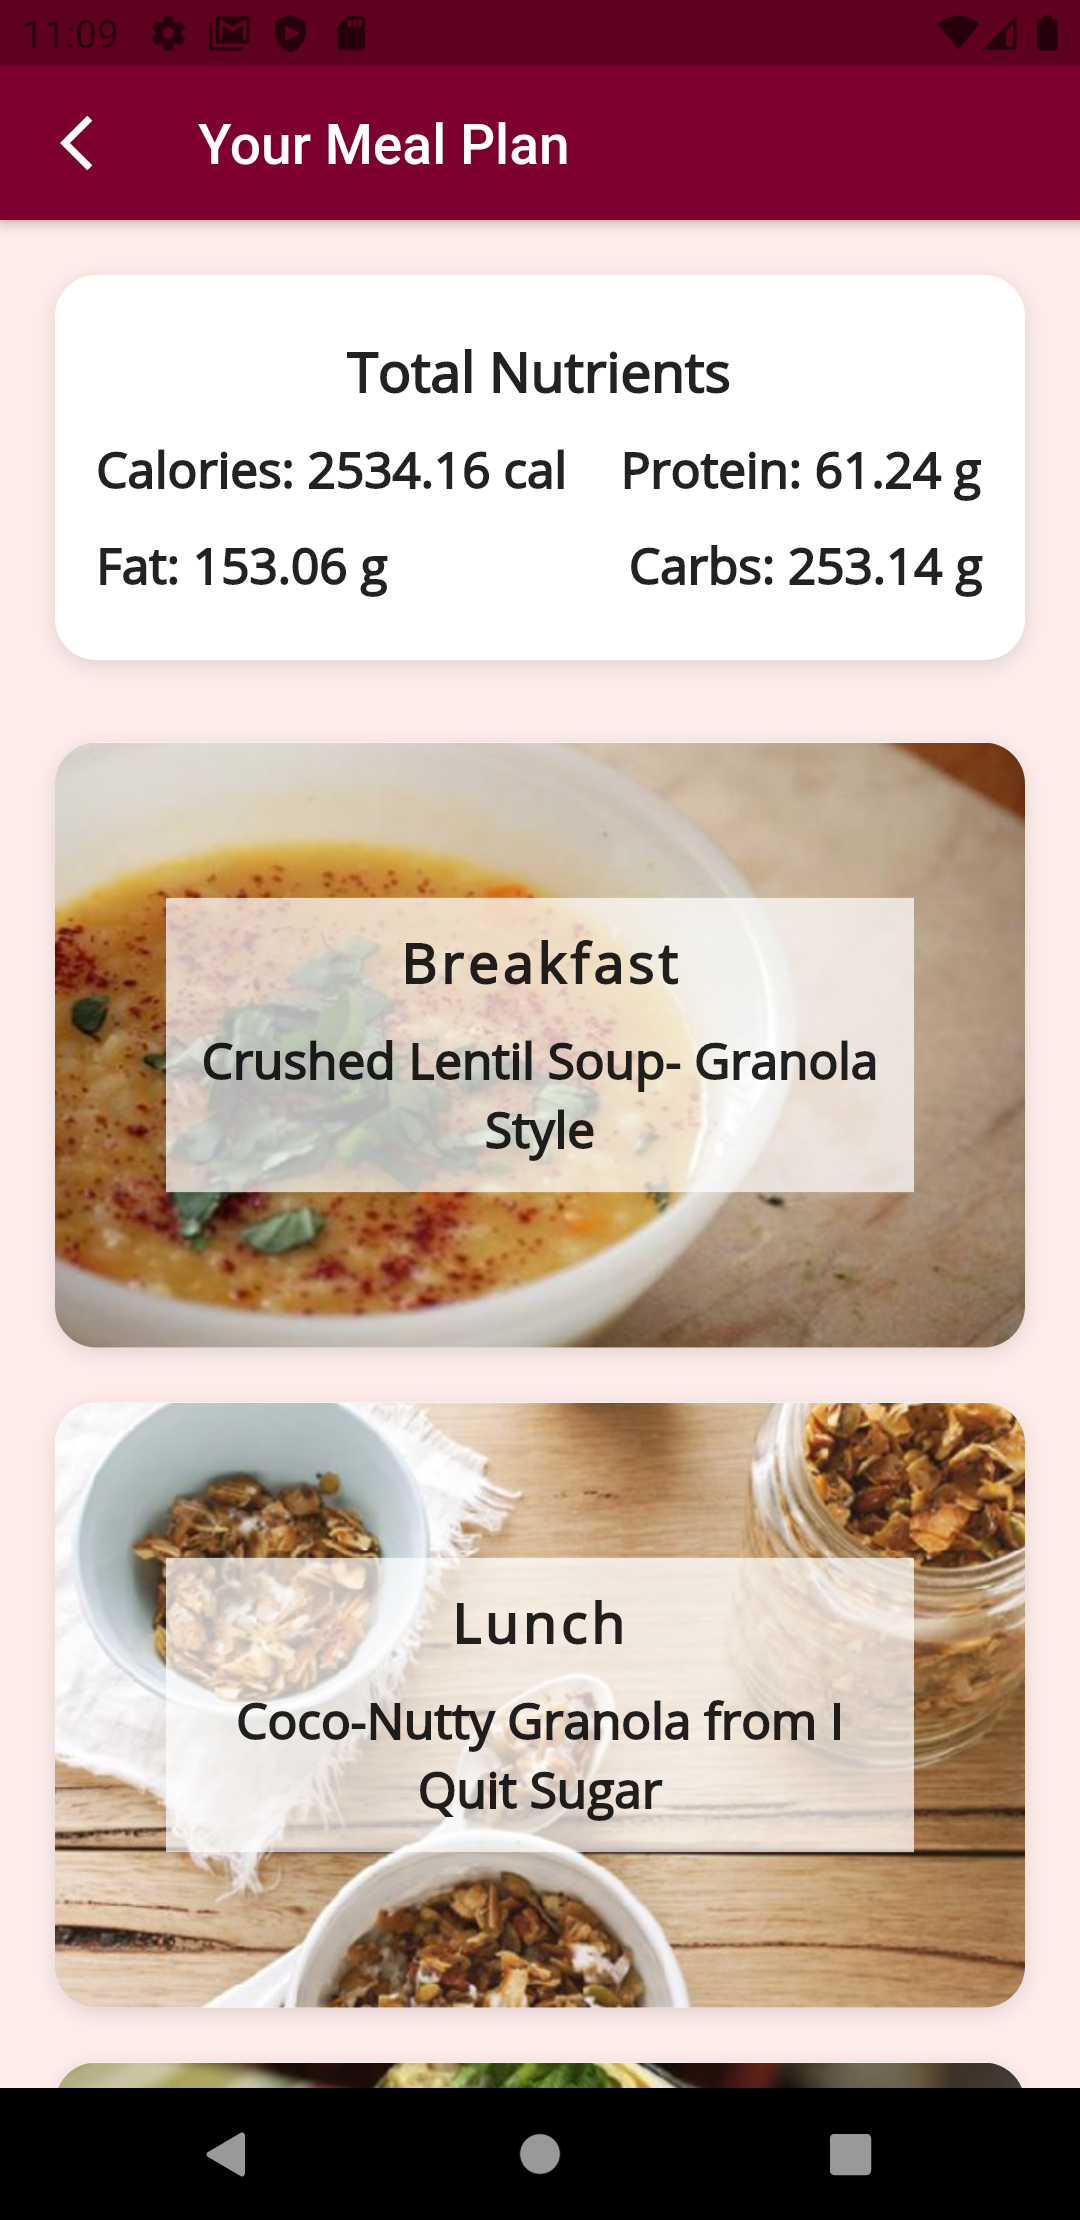 11:09
Your Meal Plan
Total Nutrients
Calories: 2534.16 cal Protein: 61.24 g
Fat: 153.06 g Carbs: 253.14 g
Breakfast
Crushed Lentil Soup- Granola
Style
Lunch
Coco-Nutty Granola from I
Quit Sugar